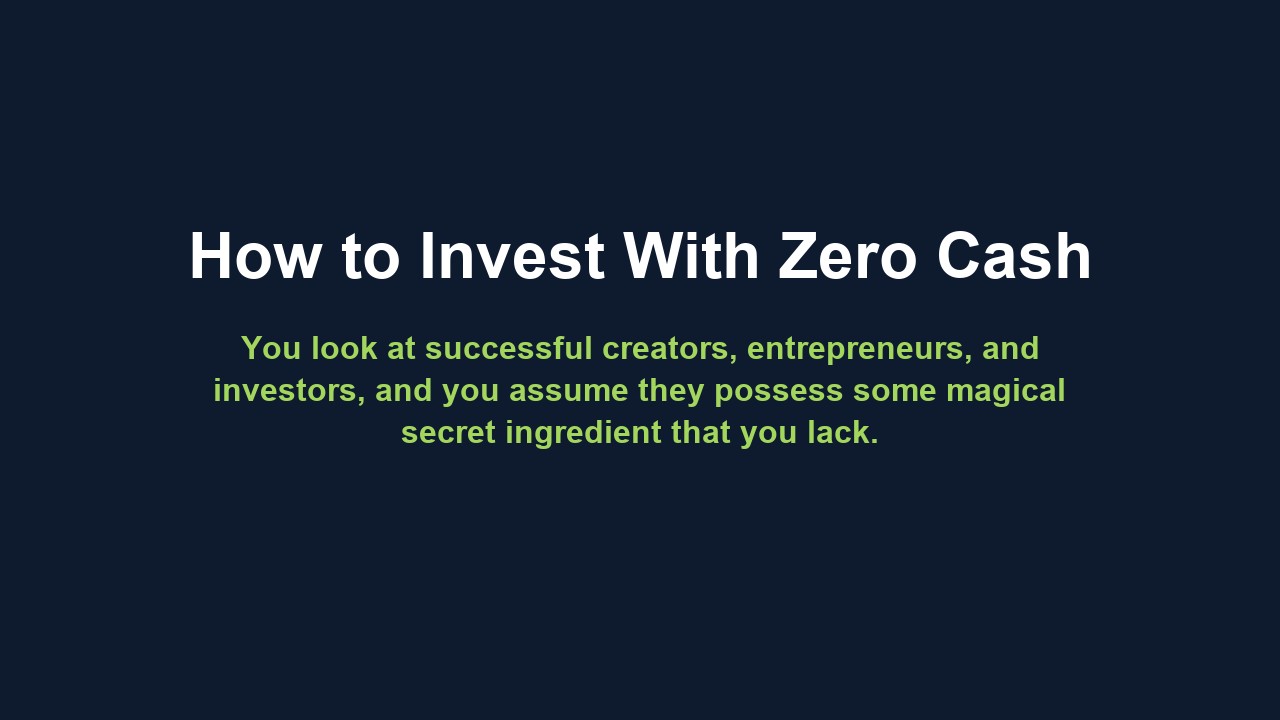 How to Invest With Zero Cash
You look at successful creators, entrepreneurs, and
investors, and you assume they possess some magical
secret ingredient that you lack.